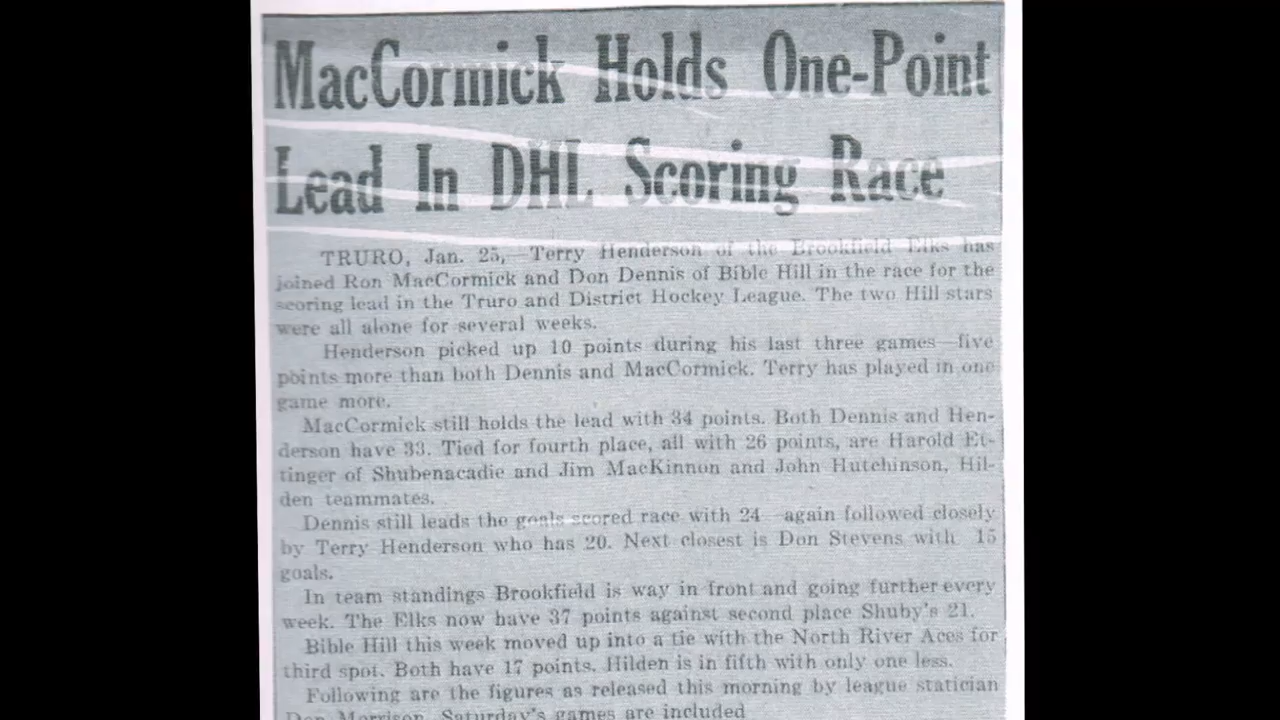 MacCormick Holds One-Point
Lead In DHL Scoring Race
TRURO, Jan. 25,—Terry Henderson of the Brookfield Elks has
joined Ron MacCormick and Don Dennis of Bible Hill in the race for the
scoring lead in the Truro and District Hockey League. The two Hill stars
were all alone for several weeks.
Henderson picked up 10 points during his last three games—five
points more than both Dennis and MacCormick. Terry has played in one
game more.
MacCormick still holds the lead with 34 points. Both Dennis and Hen-
derson have 33. Tied for fourth place, all with 26 points, are Harold Et-
tinger of Shubenacadie and Jim MacKinnon and John Hutchinson, Hil-
den teammates.
Dennis still leads the goals scored race with 24—again followed closely
by Terry Henderson who has 20. Next closest is Don Stevens with 15
goals.
In team standings Brookfield is way in front and going further every
week. The Elks now have 37 points against second place Shuby's 21.
Bible Hill this week moved up into a tie with the North River Aces for
third spot. Both have 17 points. Hilden is in fifth with only one less.
Following are the figures as released this morning by league statician
Don Morrison. Saturday's games are included